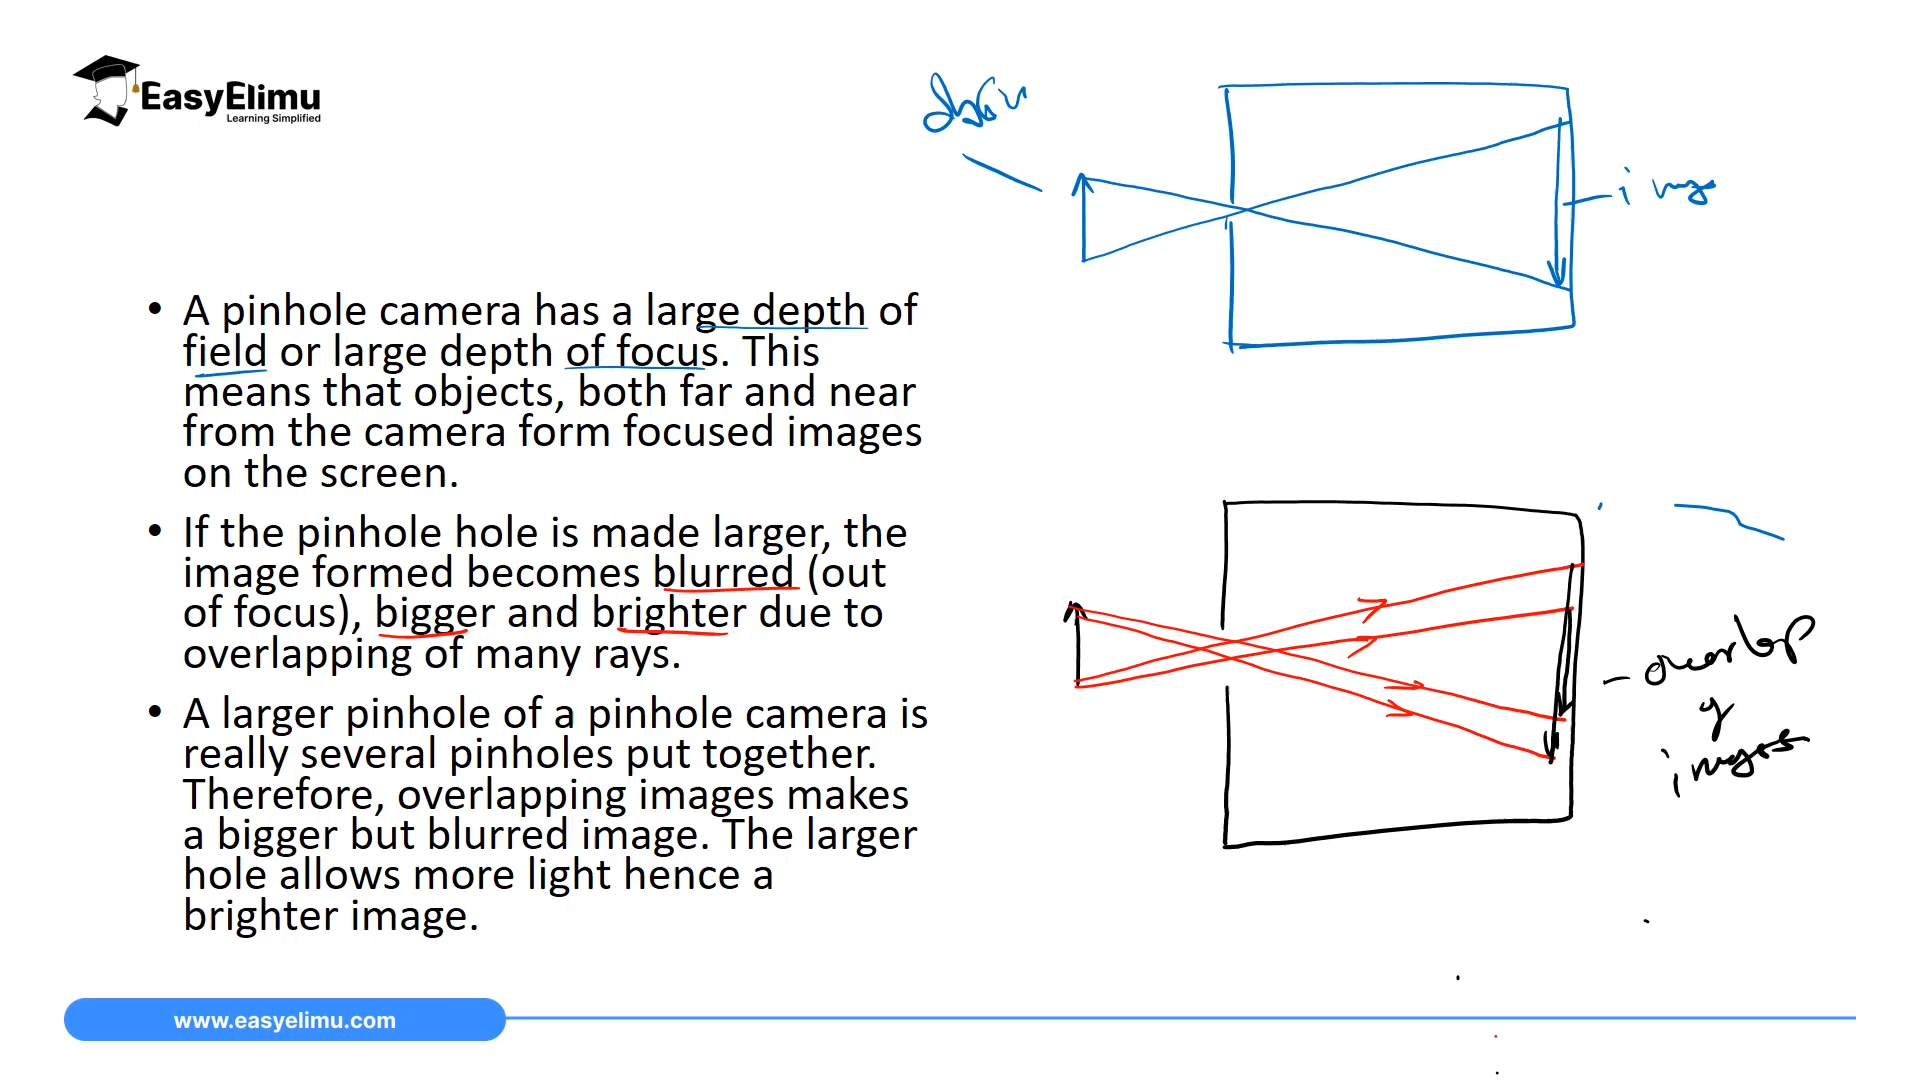 EasyElimu
Learning Simplified
• A pinhole camera has a large depth of
field or large depth of focus. This
means that objects, both far and near
from the camera form focused images
on the screen.
• If the pinhole hole is made larger, the
image formed becomes blurred (out
of focus), bigger and brighter due to
overlapping of many rays.
• A larger pinhole of a pinhole camera is
really several pinholes put together.
Therefore, overlapping images makes
a bigger but blurred image. The larger
hole allows more light hence a
brighter image.
overlap
of
images
www.easyelimu.com